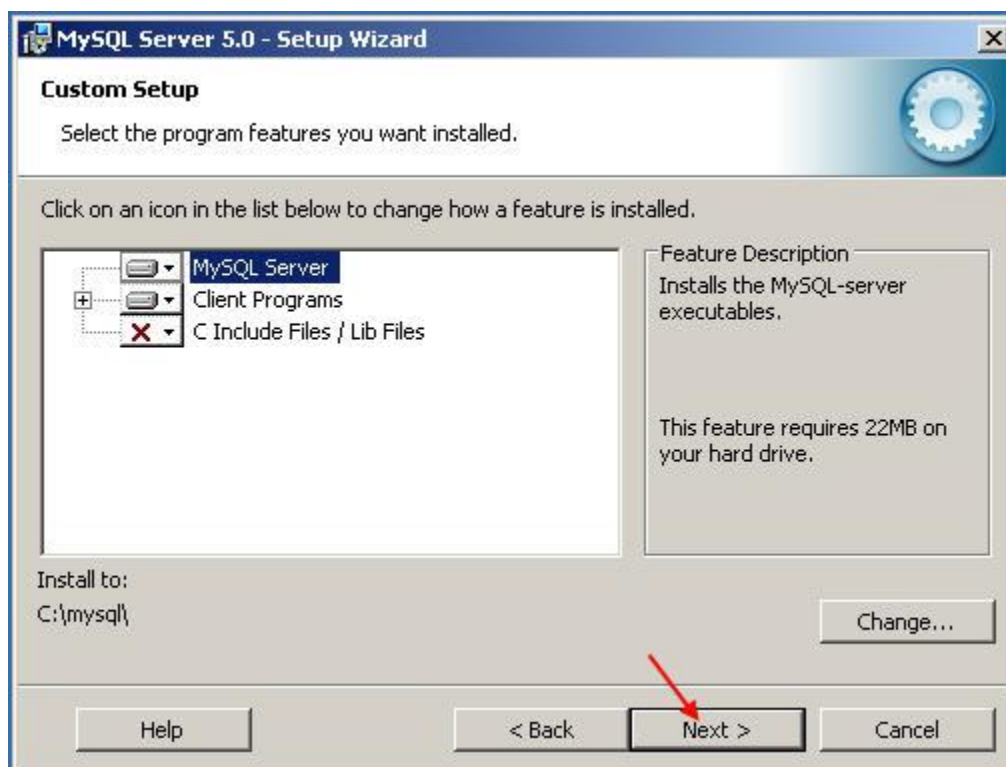 MySQL Server 5.0 - Setup Wizard
Custom Setup
Select the program features you want installed.
Click on an icon in the list below to change how a feature is installed.
MySQL Server
Client Programs
C Include Files / Lib Files
Feature Description
Installs the MySQL-server
executables.
This feature requires 22MB on
your hard drive.
Install to:
C:\mysql\
Change...
Help
< Back
Next >
Cancel